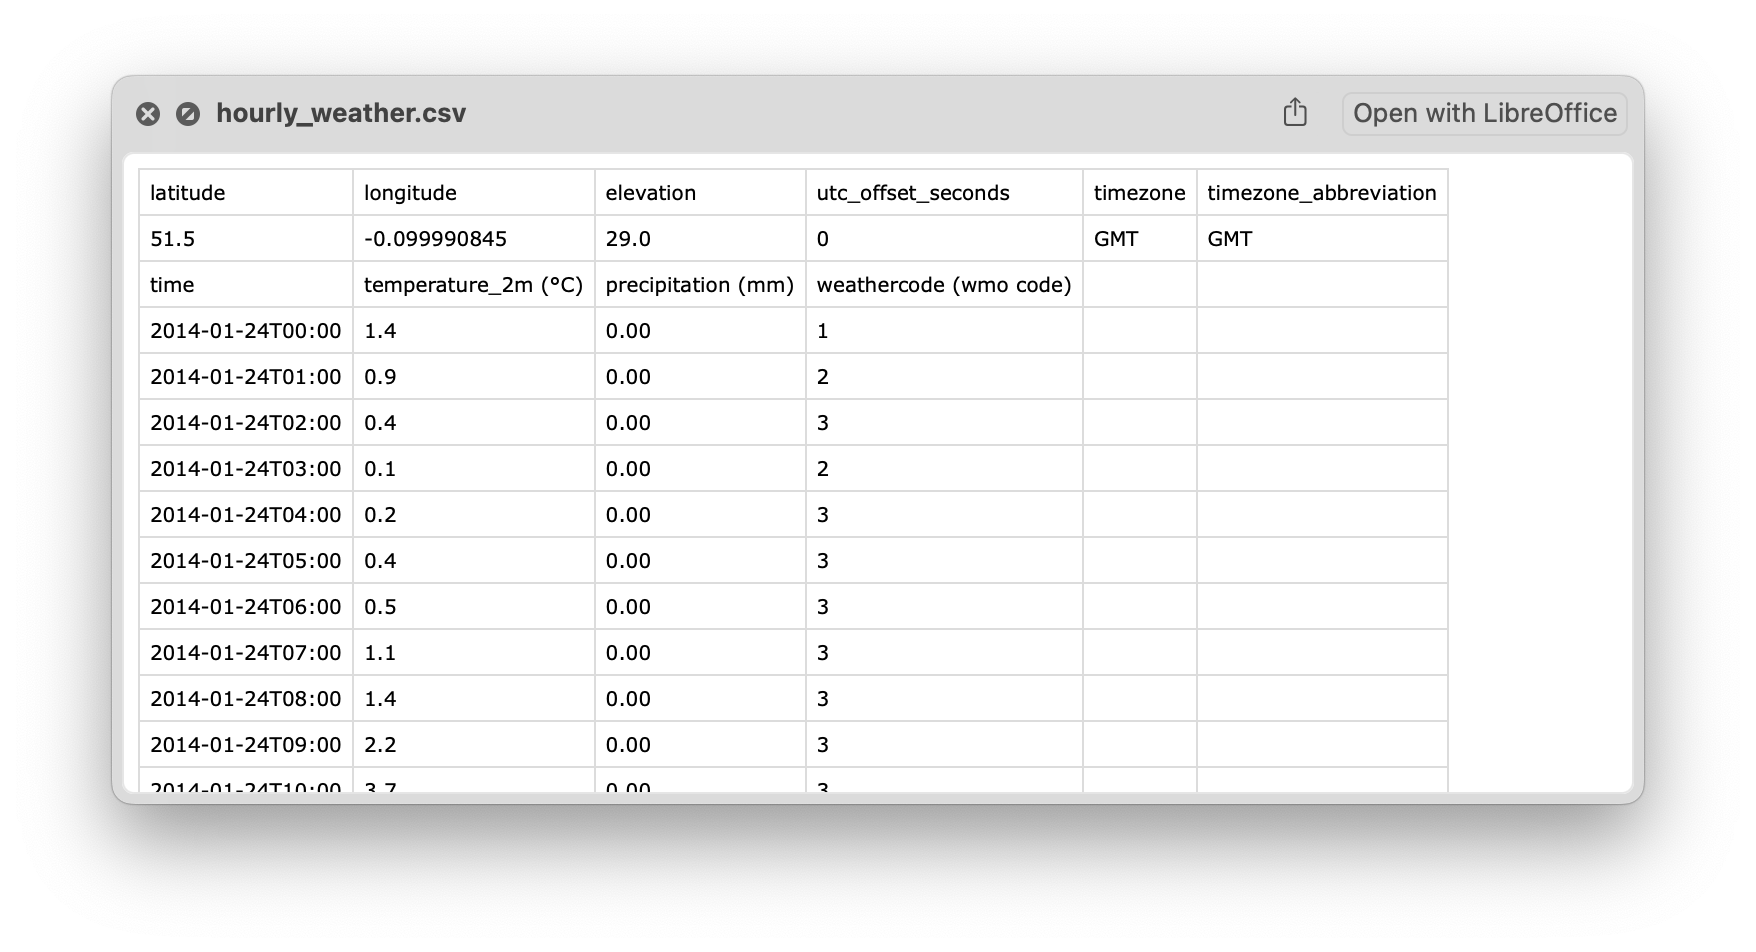 hourly_weather.csv Open with LibreOffice
latitude longitude elevation utc_offset_seconds timezone timezone_abbreviation
51.5 -0.099990845 29.0 0 GMT GMT
time temperature_2m (°C) precipitation (mm) weathercode (wmo code)
2014-01-24T00:00 1.4 0.00 1
2014-01-24T01:00 0.9 0.00 2
2014-01-24T02:00 0.4 0.00 3
2014-01-24T03:00 0.1 0.00 2
2014-01-24T04:00 0.2 0.00 3
2014-01-24T05:00 0.4 0.00 3
2014-01-24T06:00 0.5 0.00 3
2014-01-24T07:00 1.1 0.00 3
2014-01-24T08:00 1.4 0.00 3
2014-01-24T09:00 2.2 0.00 3
2014-01-24T10:00 3.7 0.00 3